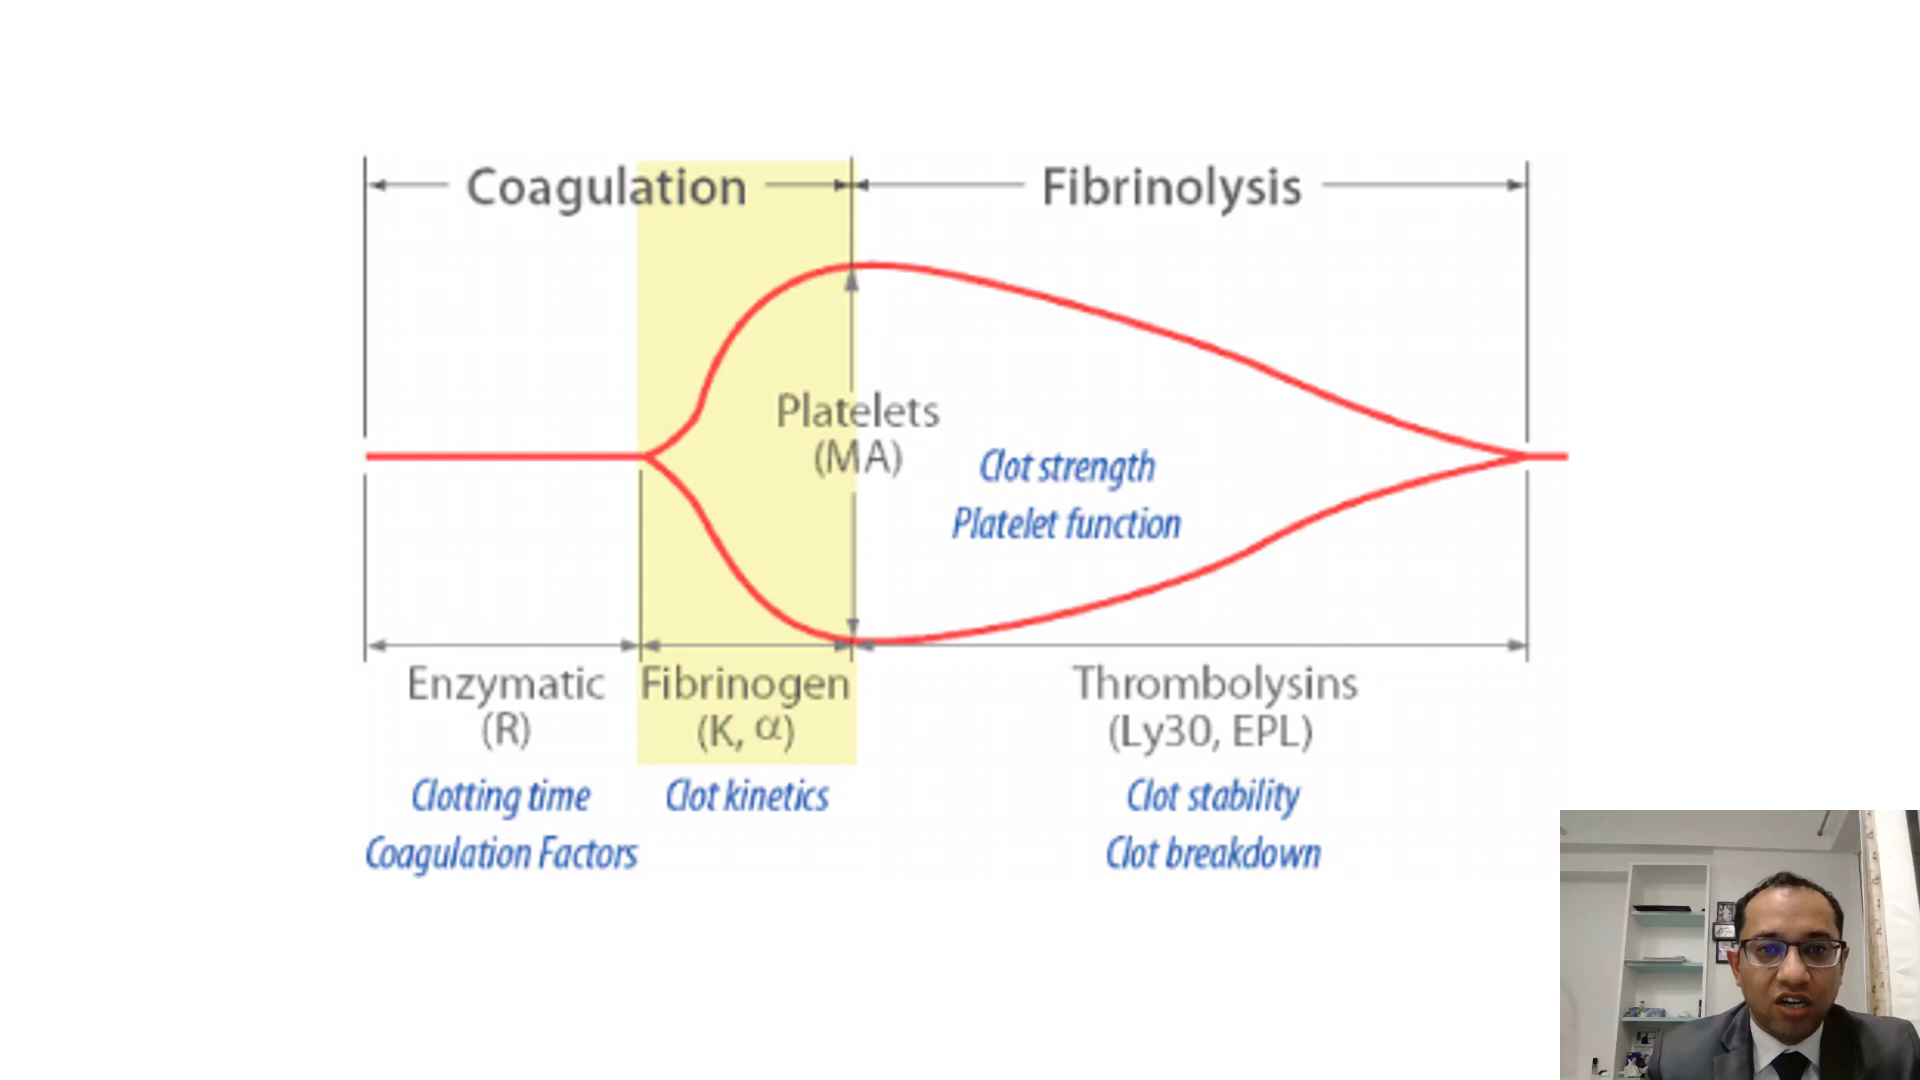 Coagulation
Fibrinolysis
Platelets
(MA)
Clot strength
Platelet function
Enzymatic
(R)
Fibrinogen
(K, α)
Thrombolysins
(Ly30, EPL)
Clotting time
Coagulation Factors
Clot kinetics
Clot stability
Clot breakdown